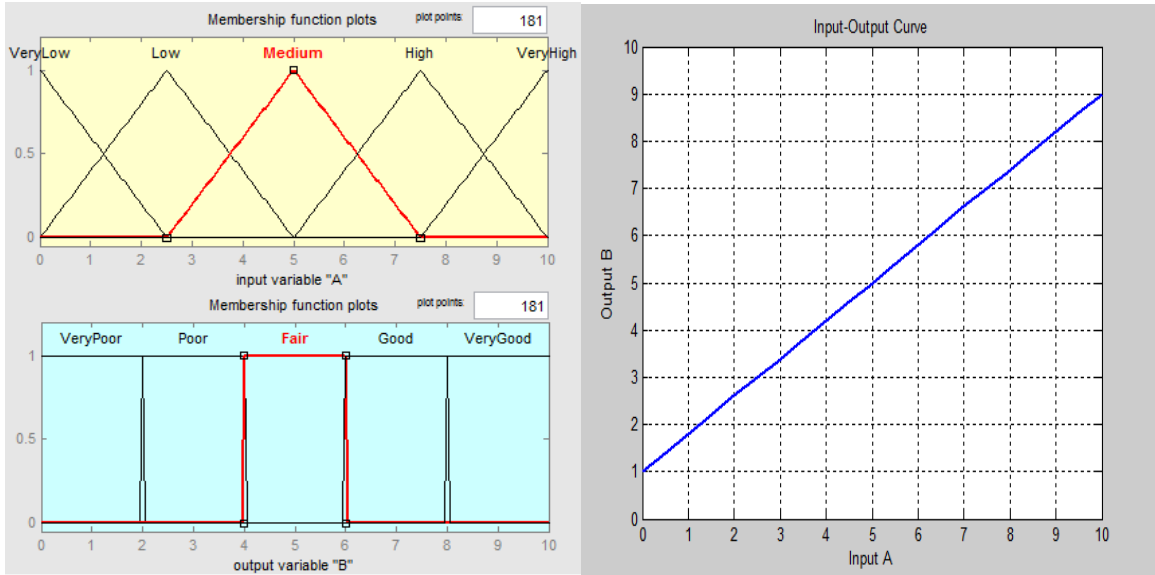 Membership function plots plot points: 181
VeryLow Low Medium High VeryHigh
1
0.5
0
0 1 2 3 4 5 6 7 8 9 10
input variable "A"
Membership function plots plot points: 181
VeryPoor Poor Fair Good VeryGood
1
0.5
0
0 1 2 3 4 5 6 7 8 9 10
output variable "B"
Input-Output Curve
10
9
8
7
6
5
4
3
2
1
0
Output B
0 1 2 3 4 5 6 7 8 9 10
Input A